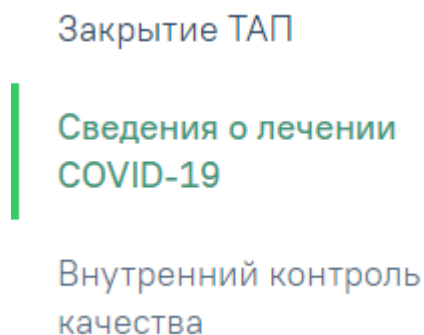 Закрытие ТАП
Сведения о лечении
COVID-19
Внутренний контроль
качества